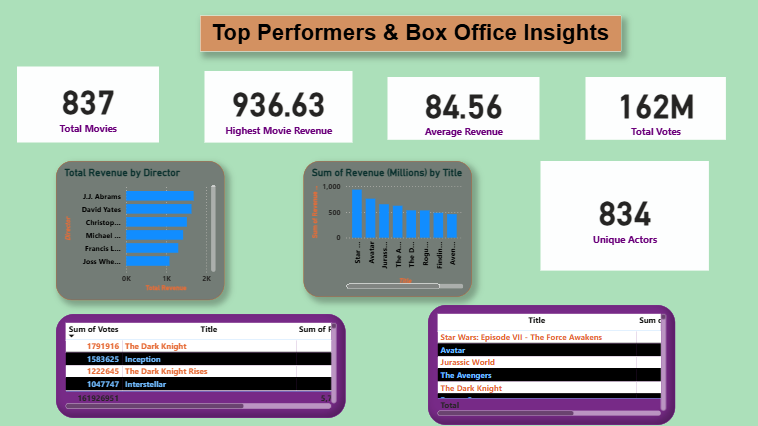 Top Performers & Box Office Insights
837
Total Movies
936.63
Highest Movie Revenue
84.56
Average Revenue
162M
Total Votes
Total Revenue by Director
Director
J.J. Abrams
David Yates
Christop...
Michael ...
Francis L...
Joss Whe...
0K 1K 2K
Total Revenue
Sum of Revenue (Millions) by Title
Sum of Revenue ...
1,000
500
0
Star ...
Avatar
Jurass...
The A...
The D...
Rogu...
Findin...
Aven...
Title
834
Unique Actors
Sum of Votes Title Sum of R
1791916 The Dark Knight
1583625 Inception
1222645 The Dark Knight Rises
1047747 Interstellar
161926951
Title Sum
Star Wars: Episode VII - The Force Awakens
Avatar
Jurassic World
The Avengers
The Dark Knight
Total